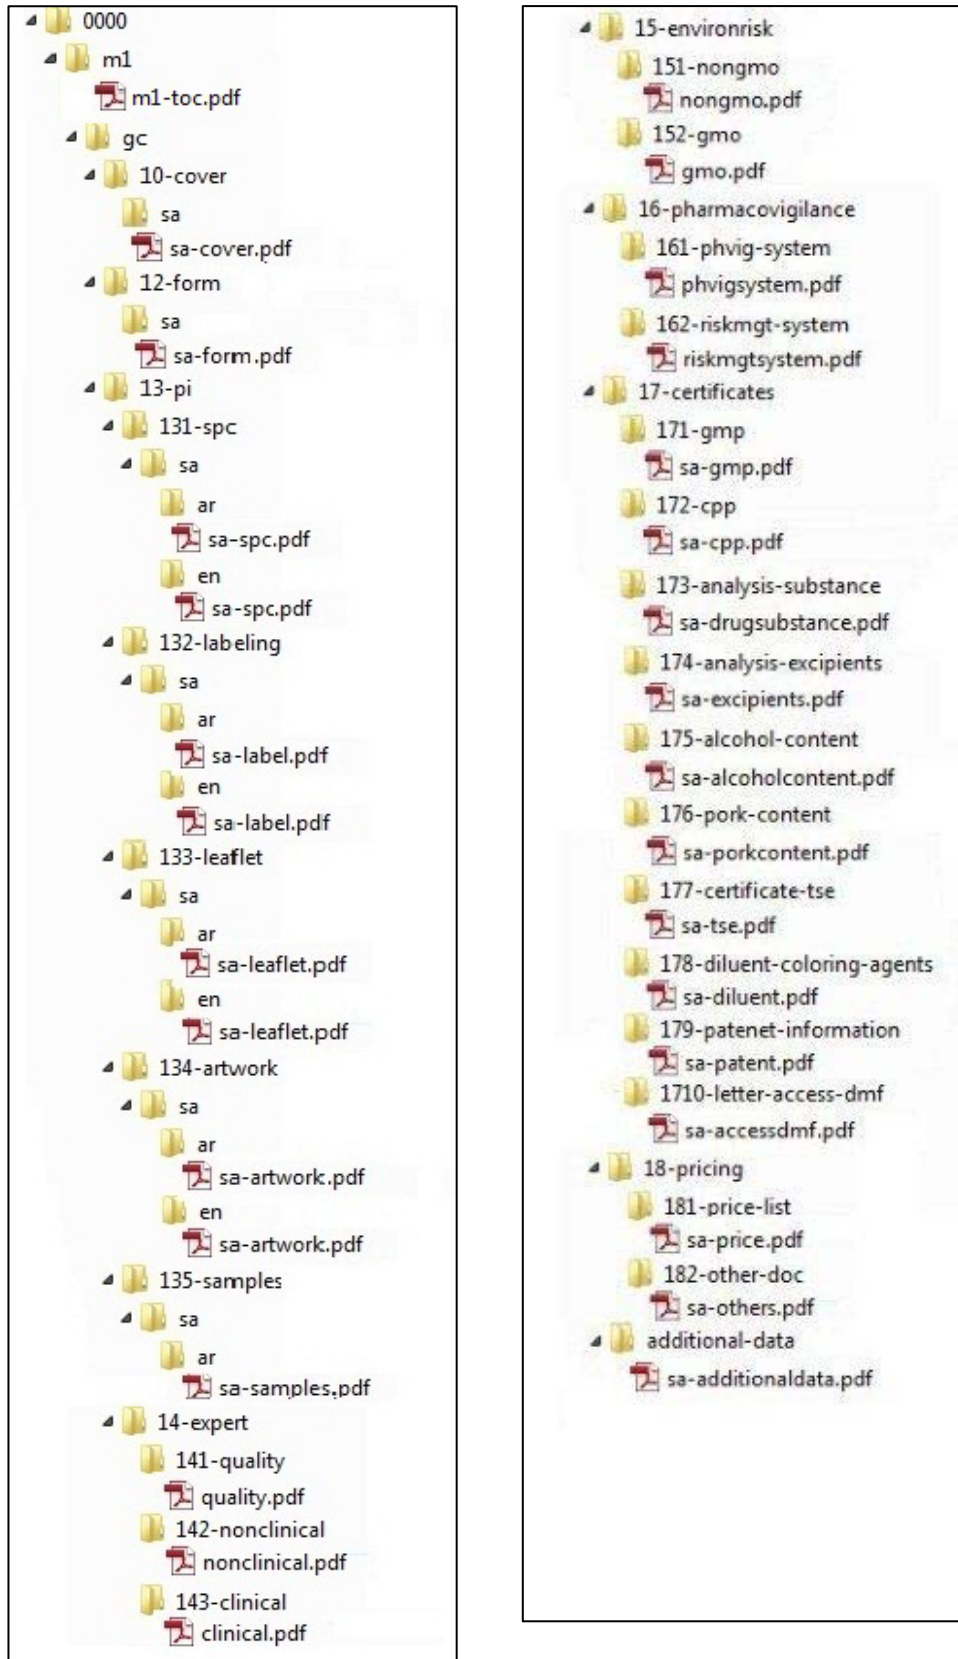 0000
m1
m1-toc.pdf
gc
10-cover
sa
sa-cover.pdf
12-form
sa
sa-form.pdf
13-pi
131-spc
sa
ar
sa-spc.pdf
en
sa-spc.pdf
132-labeling
sa
ar
sa-label.pdf
en
sa-label.pdf
133-leaflet
sa
ar
sa-leaflet.pdf
en
sa-leaflet.pdf
134-artwork
sa
ar
sa-artwork.pdf
en
sa-artwork.pdf
135-samples
sa
ar
sa-samples.pdf
14-expert
141-quality
quality.pdf
142-nonclinical
nonclinical.pdf
143-clinical
clinical.pdf
15-environrisk
151-nongmo
nongmo.pdf
152-gmo
gmo.pdf
16-pharmacovigilance
161-phvig-system
phvigsystem.pdf
162-riskmgt-system
riskmgtsystem.pdf
17-certificates
171-gmp
sa-gmp.pdf
172-cpp
sa-cpp.pdf
173-analysis-substance
sa-drugsubstance.pdf
174-analysis-excipients
sa-excipients.pdf
175-alcohol-content
sa-alcoholcontent.pdf
176-pork-content
sa-porkcontent.pdf
177-certificate-tse
sa-tse.pdf
178-diluent-coloring-agents
sa-diluent.pdf
179-patenet-information
sa-patent.pdf
1710-letter-access-dmf
sa-accessdmf.pdf
18-pricing
181-price-list
sa-price.pdf
182-other-doc
sa-others.pdf
additional-data
sa-additionaldata.pdf